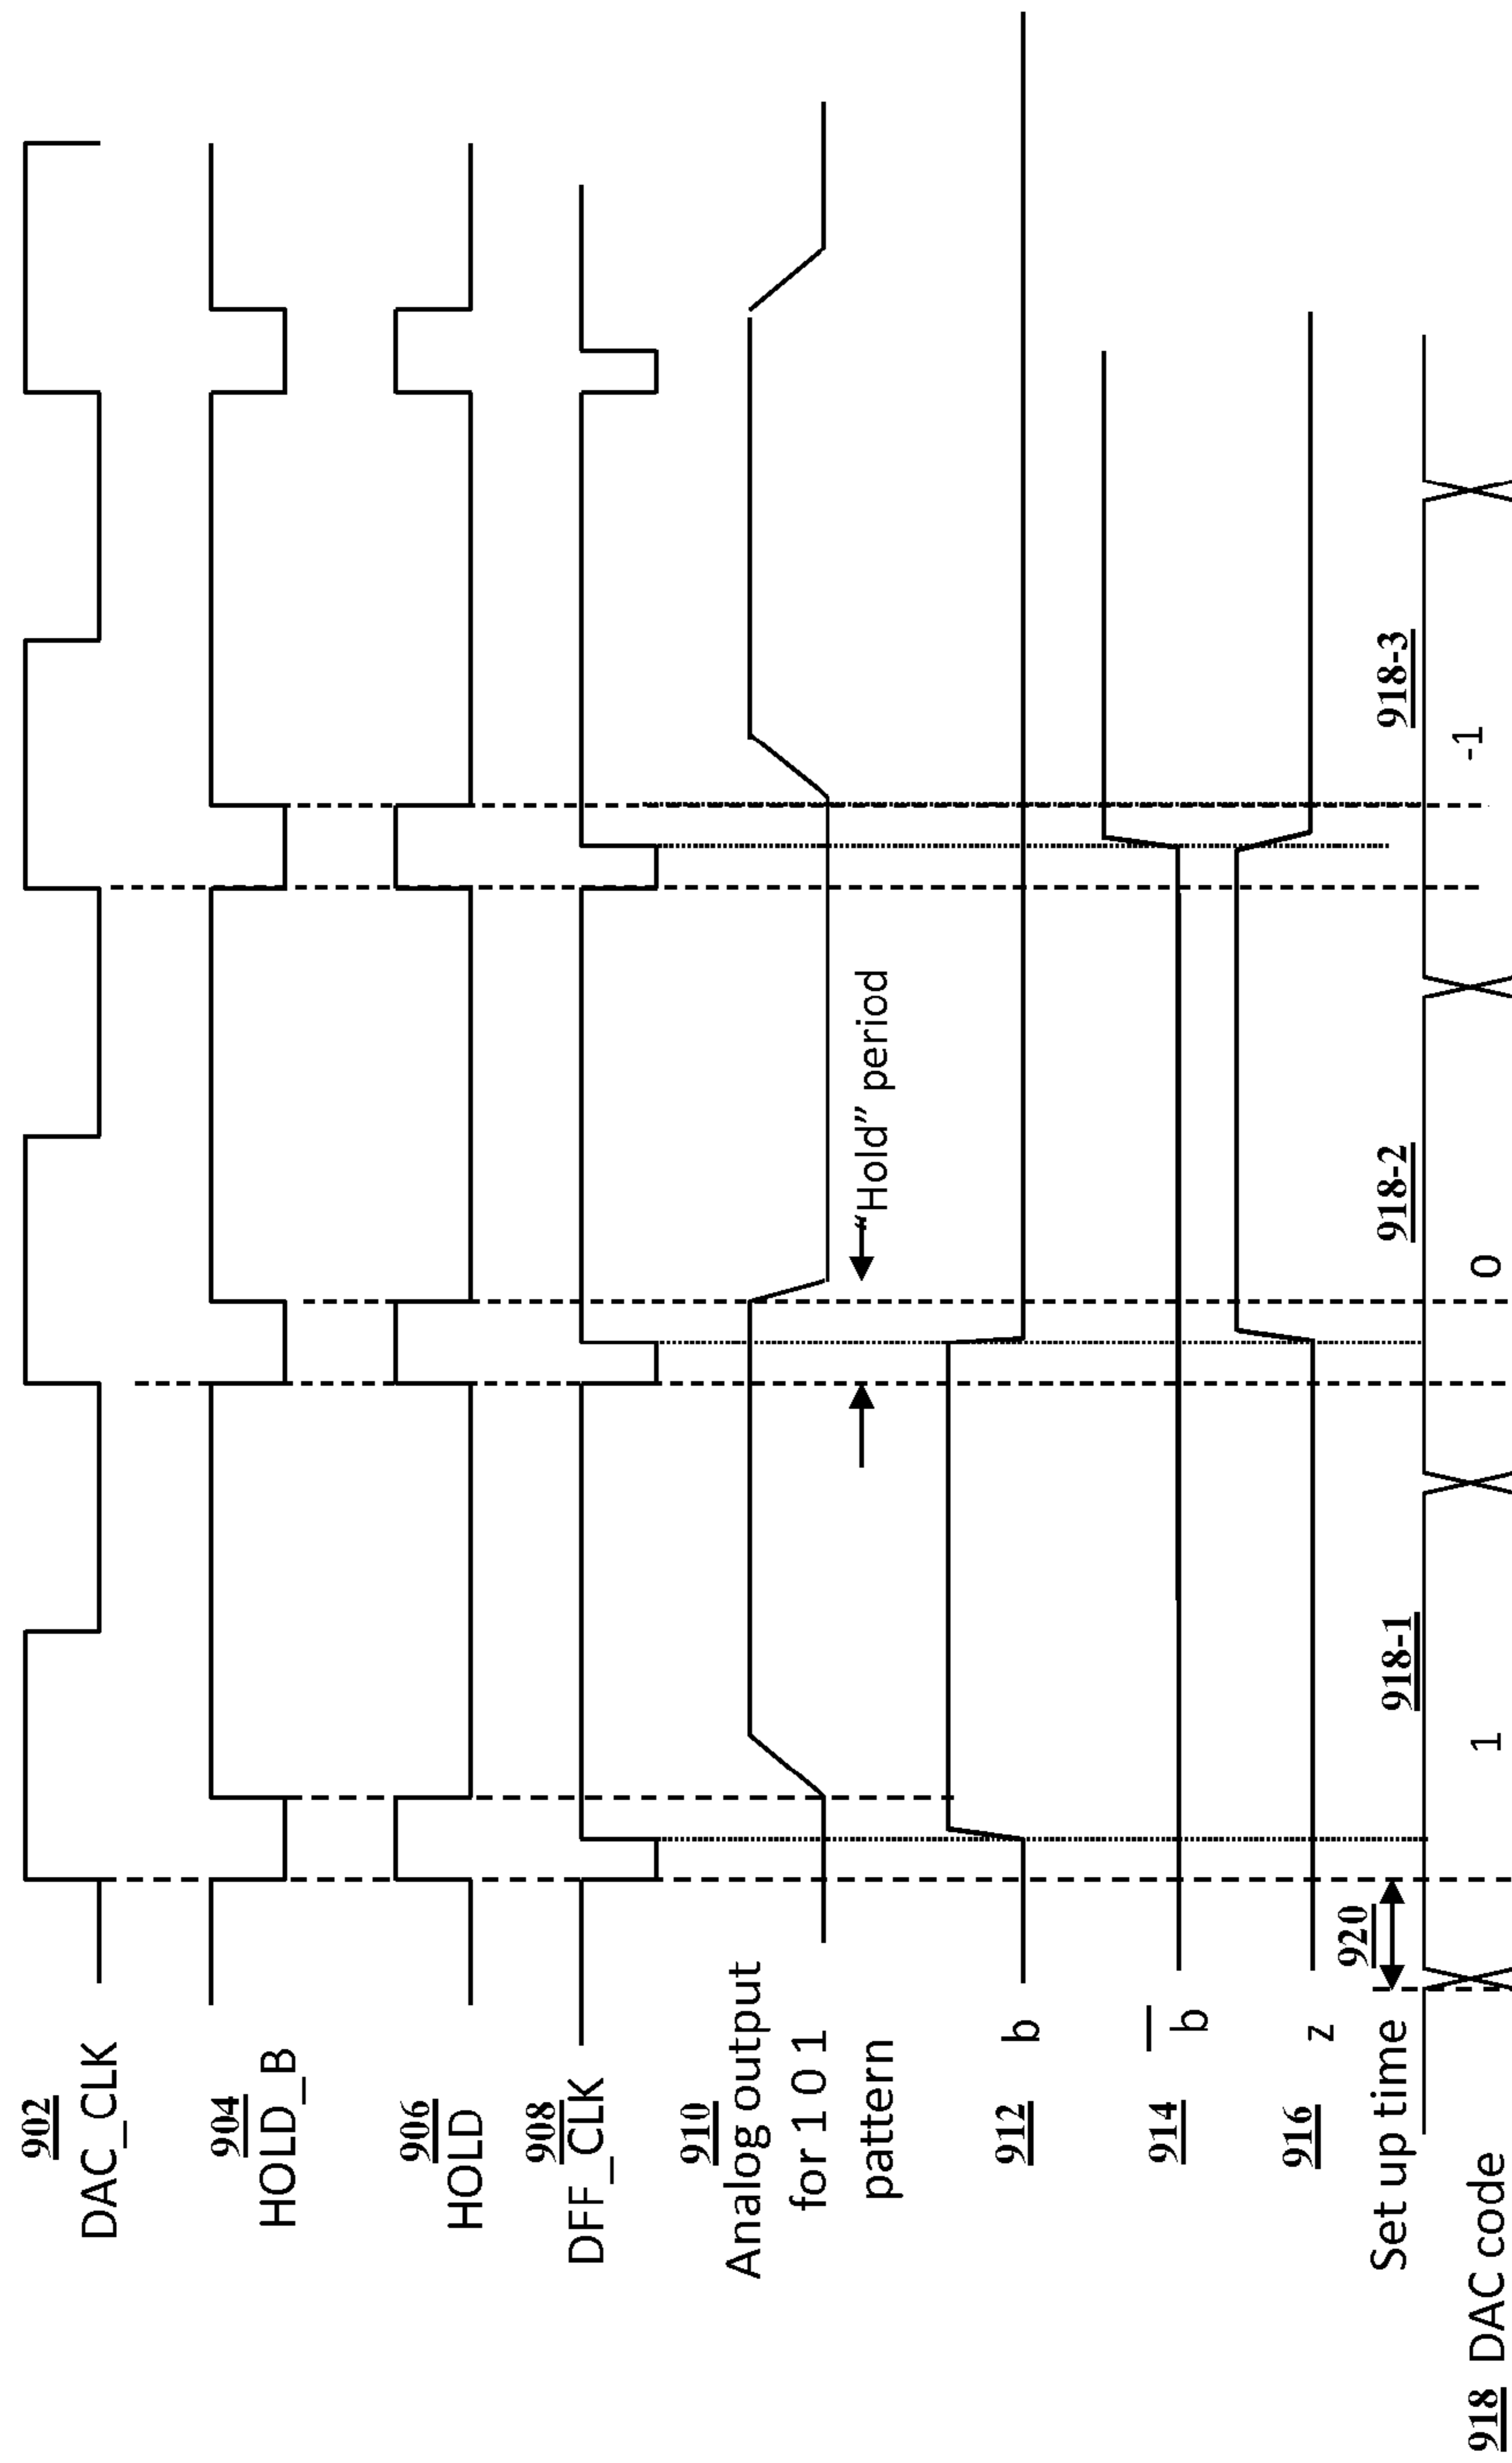 902
DAC_CLK
904
HOLD_B
906
HOLD
908
DFF_CLK
910
Analog output
for 1 0 1
pattern
“Hold” period
912
b
914
b
916
z
920
Set up time
918-1
918-2
918-3
918 DAC code
1
0
-1